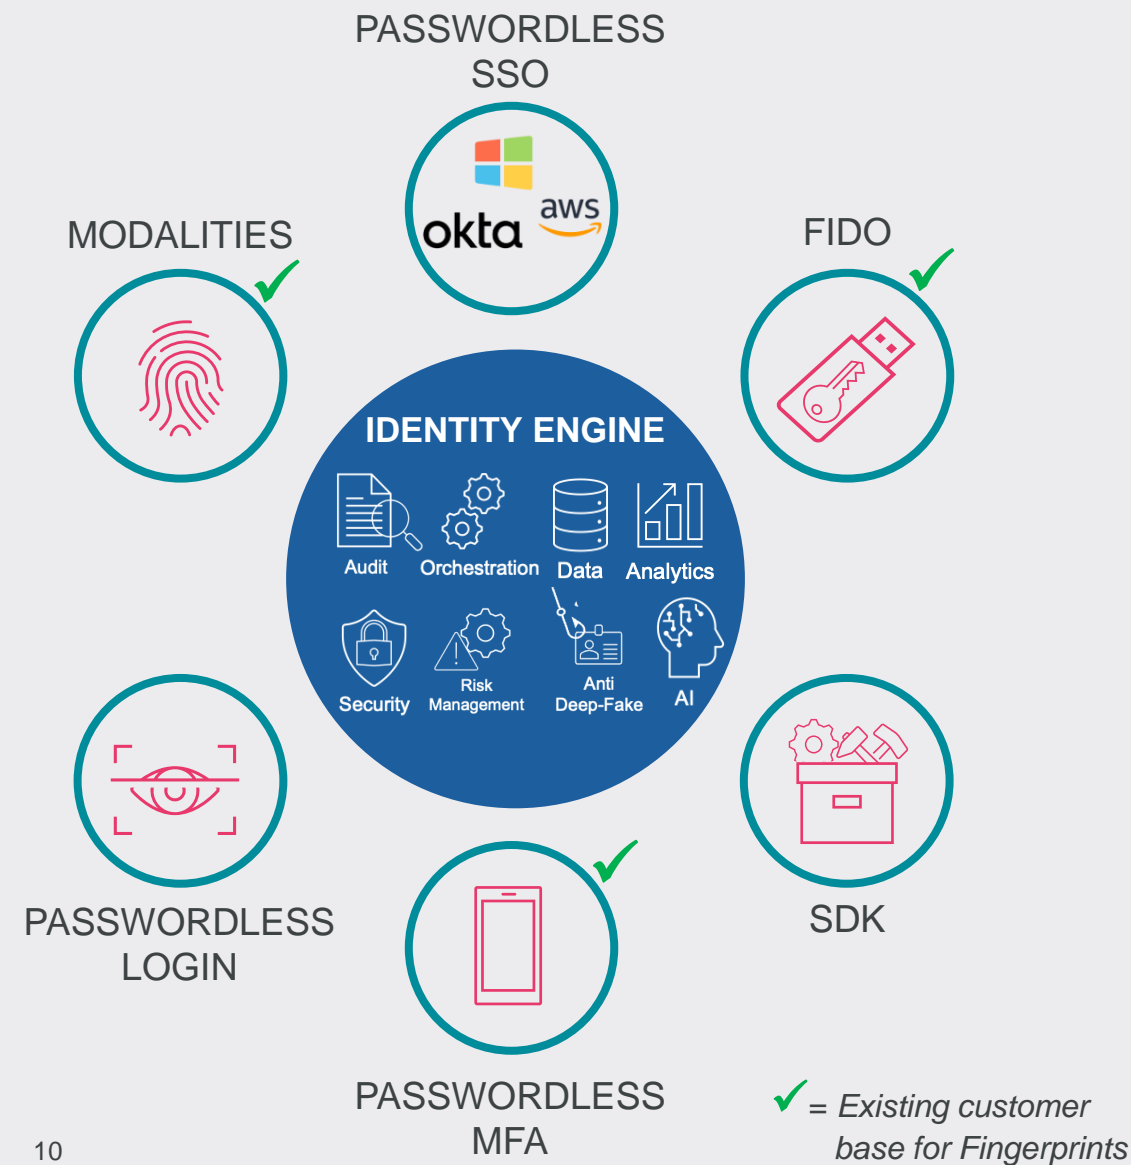 PASSWORDLESS
SSO
okta
aws
MODALITIES
FIDO
IDENTITY ENGINE
Audit
Orchestration
Data
Analytics
Security
Risk
Management
Anti
Deep-Fake
AI
PASSWORDLESS
LOGIN
SDK
PASSWORDLESS
MFA
= Existing customer
base for Fingerprints
10